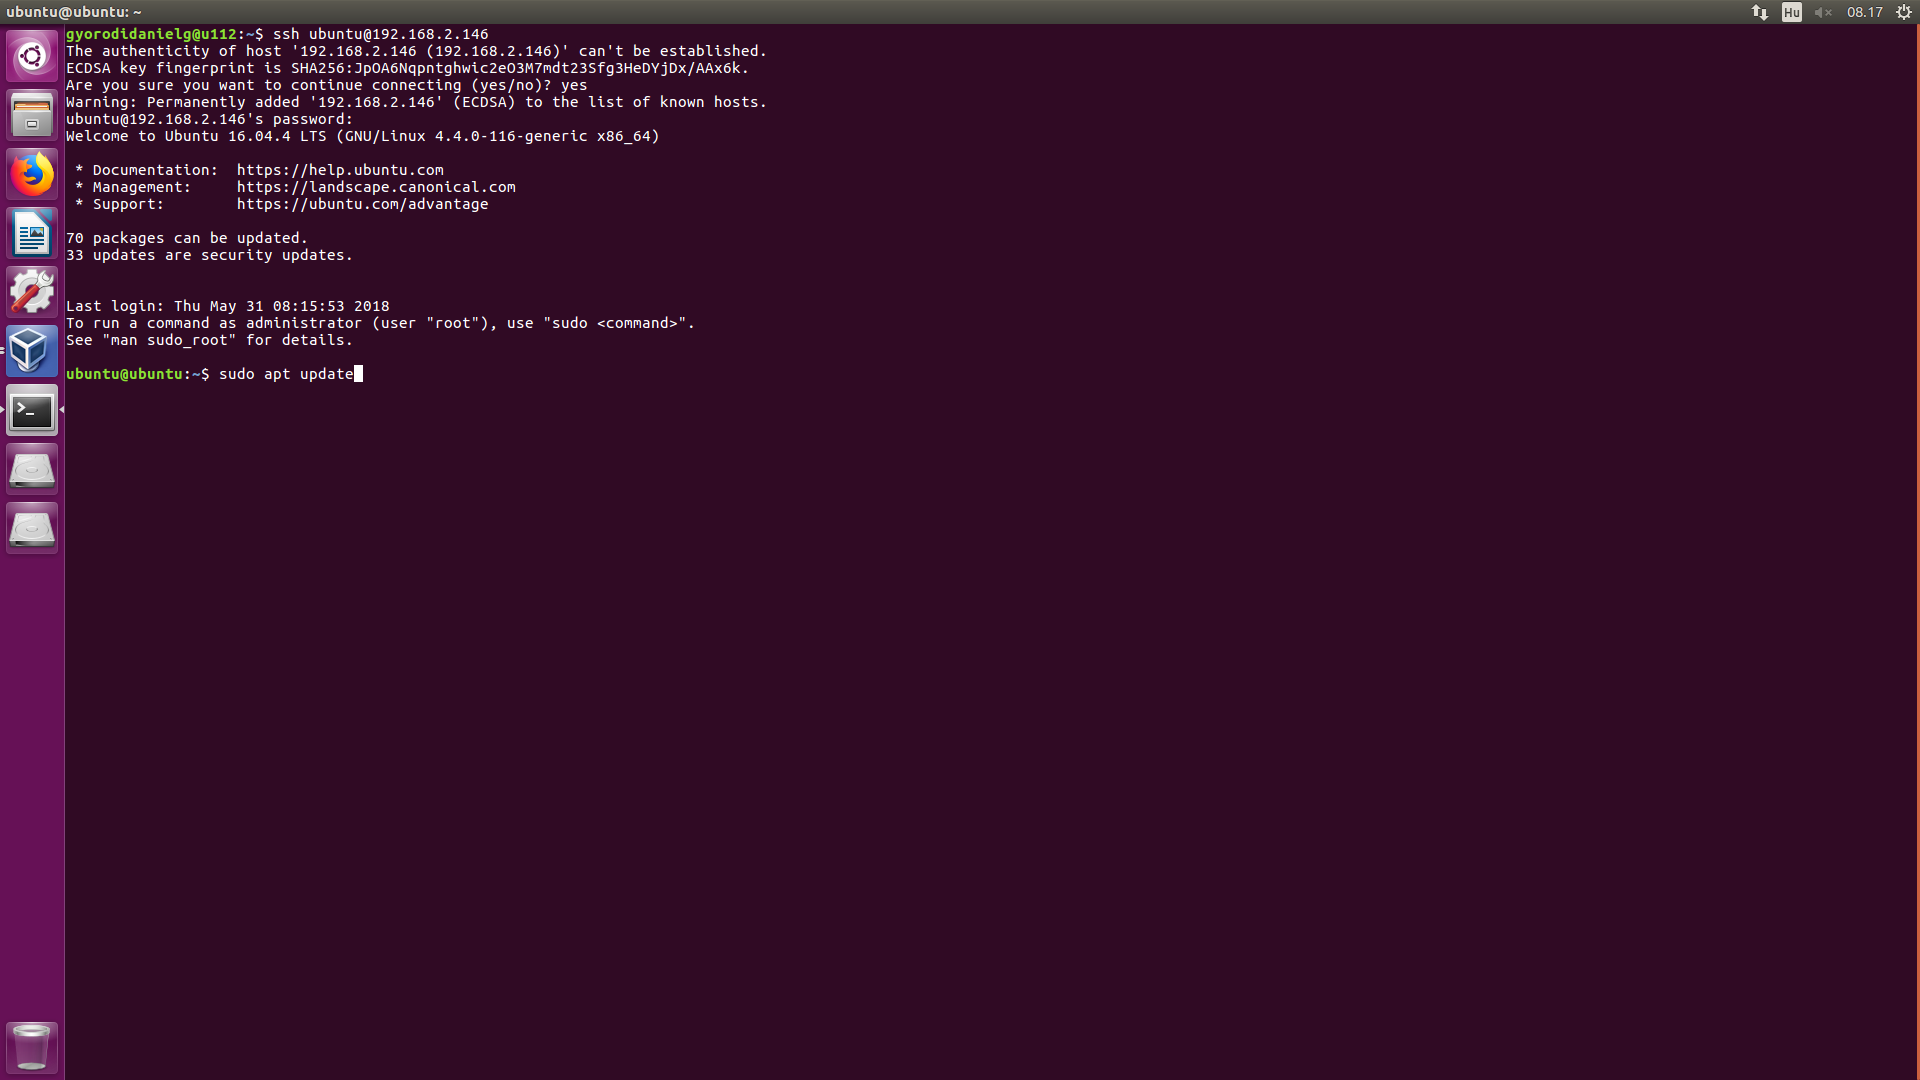 ubuntu@ubuntu: ~
Hu
08.17
gyorodidanielg@u112:~$ ssh ubuntu@192.168.2.146
The authenticity of host '192.168.2.146 (192.168.2.146)' can't be established.
ECDSA key fingerprint is SHA256:JpOA6Nqpntghwic2eO3M7mdt23Sfg3HeDYjDx/AAx6k.
Are you sure you want to continue connecting (yes/no)? yes
Warning: Permanently added '192.168.2.146' (ECDSA) to the list of known hosts.
ubuntu@192.168.2.146's password:
Welcome to Ubuntu 16.04.4 LTS (GNU/Linux 4.4.0-116-generic x86_64)
* Documentation:  https://help.ubuntu.com
* Management:     https://landscape.canonical.com
* Support:        https://ubuntu.com/advantage
70 packages can be updated.
33 updates are security updates.
Last login: Thu May 31 08:15:53 2018
To run a command as administrator (user "root"), use "sudo <command>".
See "man sudo_root" for details.
ubuntu@ubuntu:~$ sudo apt update